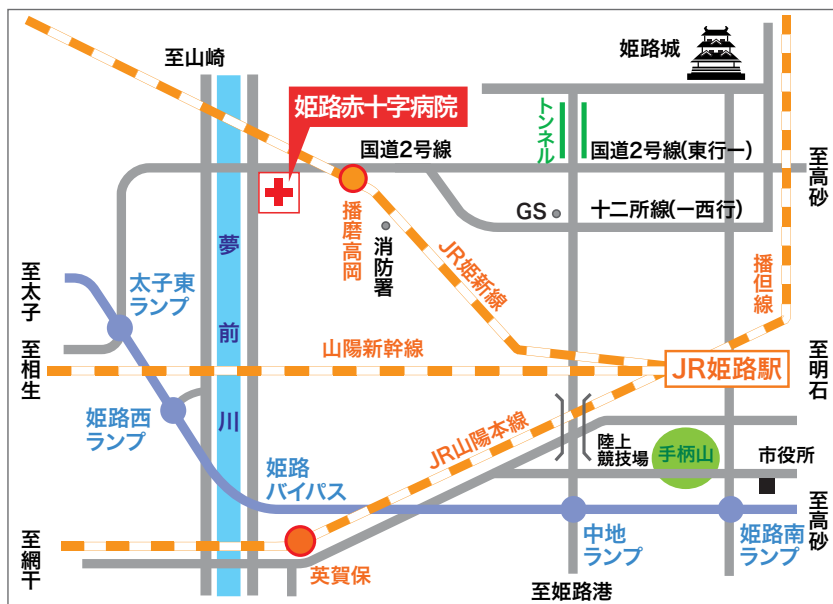 至山崎
姫路城
姫路赤十字病院
トンネル
国道2号線
国道2号線(東行一)
至高砂
GS
十二所線(一西行)
播磨高岡
消防署
夢前川
JR姫新線
播但線
至太子
太子東
ランプ
至相生
山陽新幹線
JR姫路駅
至明石
姫路西
ランプ
JR山陽本線
陸上
競技場
手柄山
市役所
姫路
バイパス
中地
ランプ
姫路南
ランプ
至高砂
至網干
英賀保
至姫路港